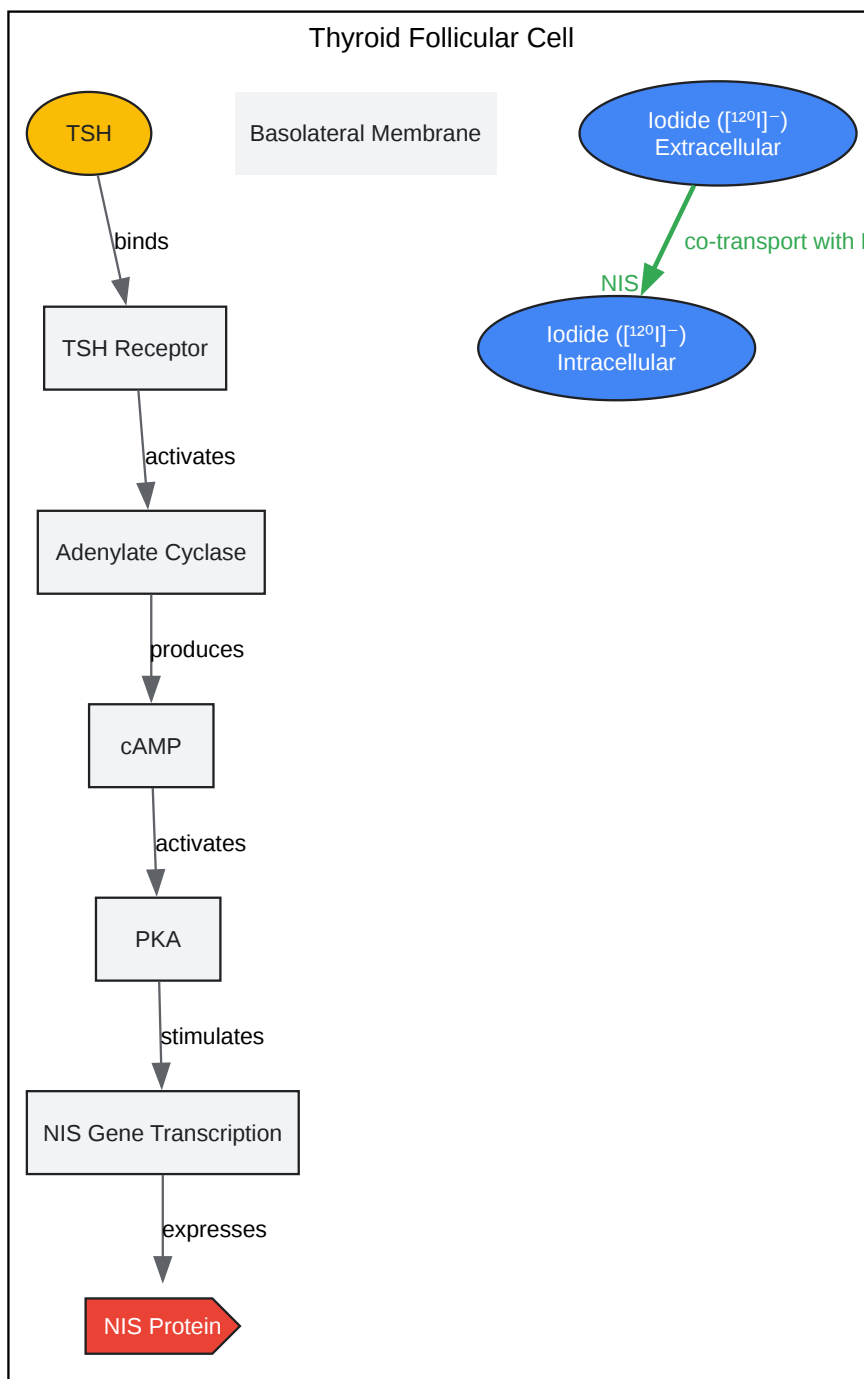 Thyroid Follicular Cell
TSH
Basolateral Membrane
Iodide ([¹²⁰I]⁻)
Extracellular
binds
co-transport with
NIS
TSH Receptor
Iodide ([¹²⁰I]⁻)
Intracellular
activates
Adenylate Cyclase
produces
cAMP
activates
PKA
stimulates
NIS Gene Transcription
expresses
NIS Protein